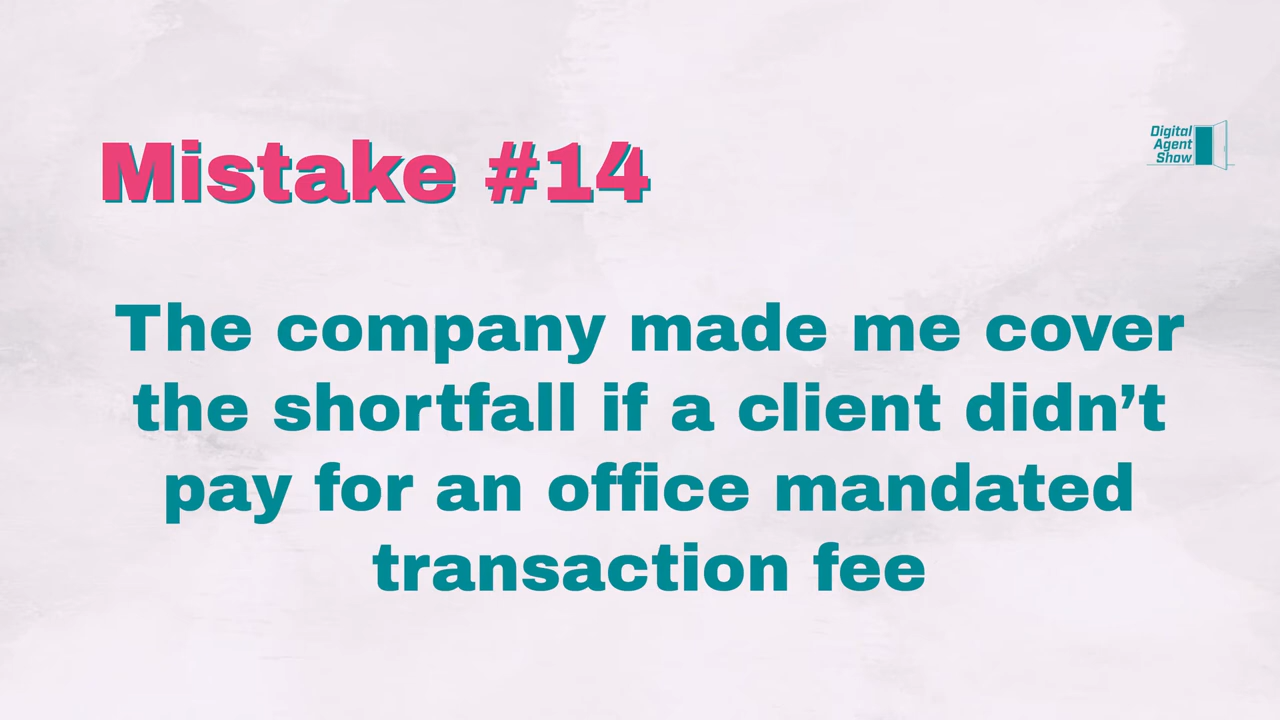 Mistake #14
Digital
Agent
Show
The company made me cover
the shortfall if a client didn’t
pay for an office mandated
transaction fee